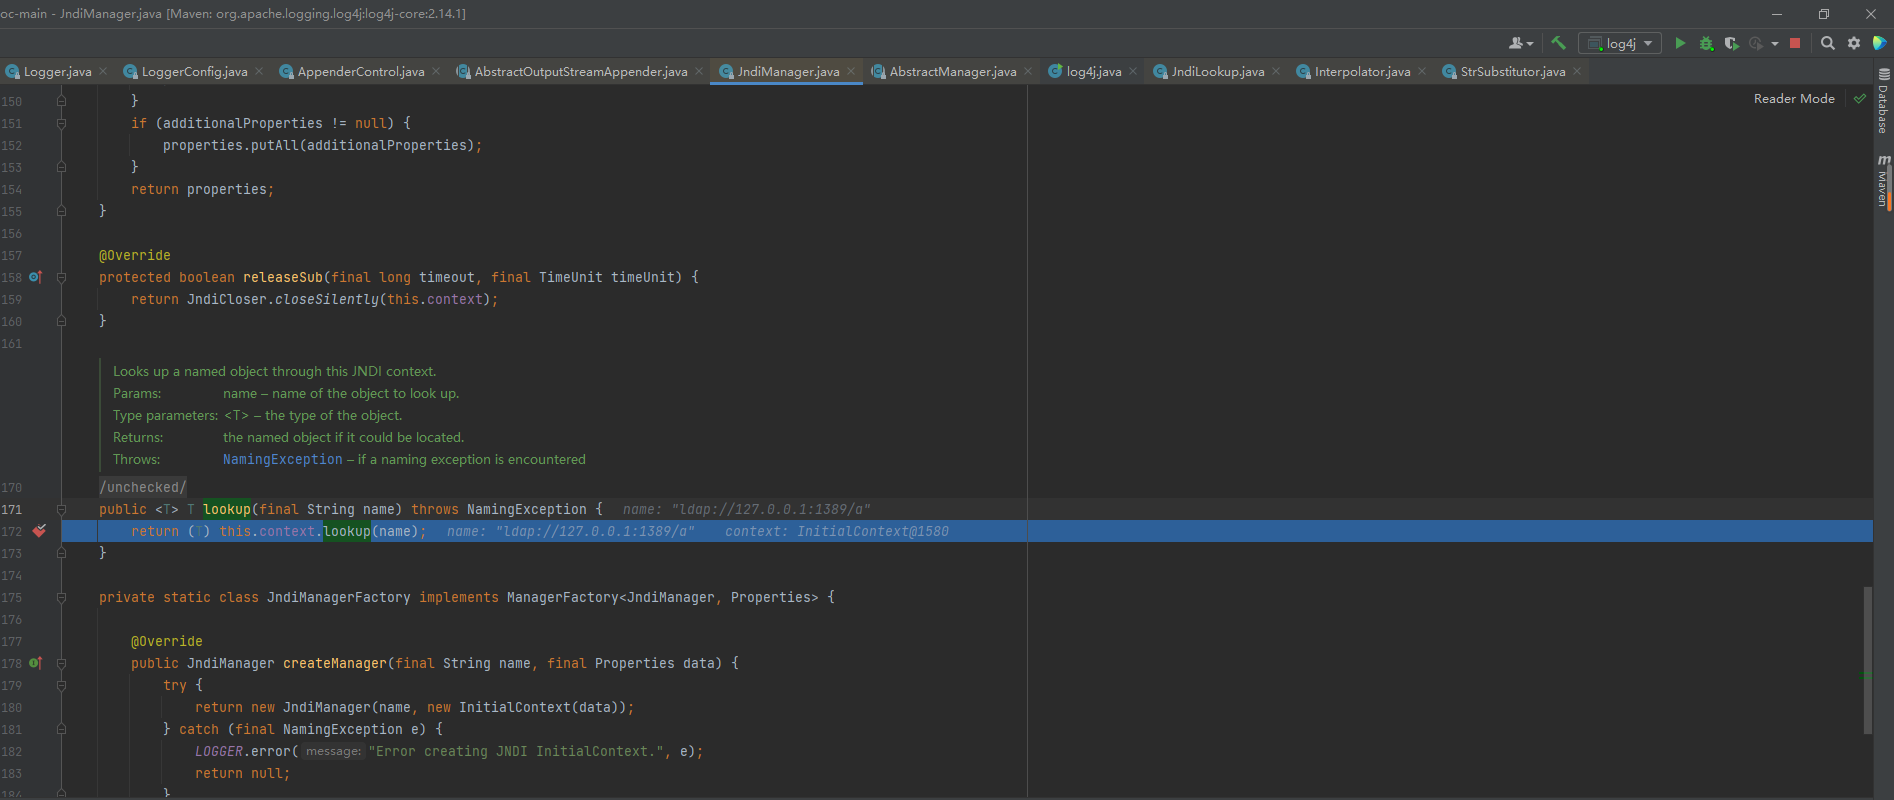 oc-main - JndiManager.java [Maven: org.apache.logging.log4j:log4j-core:2.14.1]
log4j
Logger.java LoggerConfig.java AppenderControl.java AbstractOutputStreamAppender.java JndiManager.java AbstractManager.java log4j.java JndiLookup.java Interpolator.java StrSubstitutor.java
Reader Mode
Database
Maven
150 }
151 if (additionalProperties != null) {
152 properties.putAll(additionalProperties);
153 }
154 return properties;
155 }
156
157 @Override
158 protected boolean releaseSub(final long timeout, final TimeUnit timeUnit) {
159 return JndiCloser.closeSilently(this.context);
160 }
161
Looks up a named object through this JNDI context.
Params: name – name of the object to look up.
Type parameters: <T> – the type of the object.
Returns: the named object if it could be located.
Throws: NamingException – if a naming exception is encountered
170 /unchecked/
171 public <T> T lookup(final String name) throws NamingException { name: "ldap://127.0.0.1:1389/a"
172 return (T) this.context.lookup(name); name: "ldap://127.0.0.1:1389/a" context: InitialContext@1580
173 }
174
175 private static class JndiManagerFactory implements ManagerFactory<JndiManager, Properties> {
176
177 @Override
178 public JndiManager createManager(final String name, final Properties data) {
179 try {
180 return new JndiManager(name, new InitialContext(data));
181 } catch (final NamingException e) {
182 LOGGER.error( message: "Error creating JNDI InitialContext.", e);
183 return null;
184 }